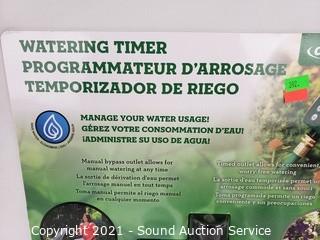 WATERING TIMER
PROGRAMMATEUR D'ARROSAGE
TEMPORIZADOR DE RIEGO
202
MANAGE YOUR WATER USAGE!
GÉREZ VOTRE CONSOMMATION D'EAU!
¡ADMINISTRE SU USO DE AGUA!
Manual bypass outlet allows for
manual watering at any time
La sortie de dérivation d'eau permet
l'arrosage manuel en tout temps
Toma manual permite el riego manual
en cualquier momento
Timed outlet allows for convenient,
worry-free watering
La sortie d'eau temporisée permet un
arrosage commode et sans souci
Toma programada permite un riego
conveniente y sin preocupaciones
Copyright 2021 - Sound Auction Service